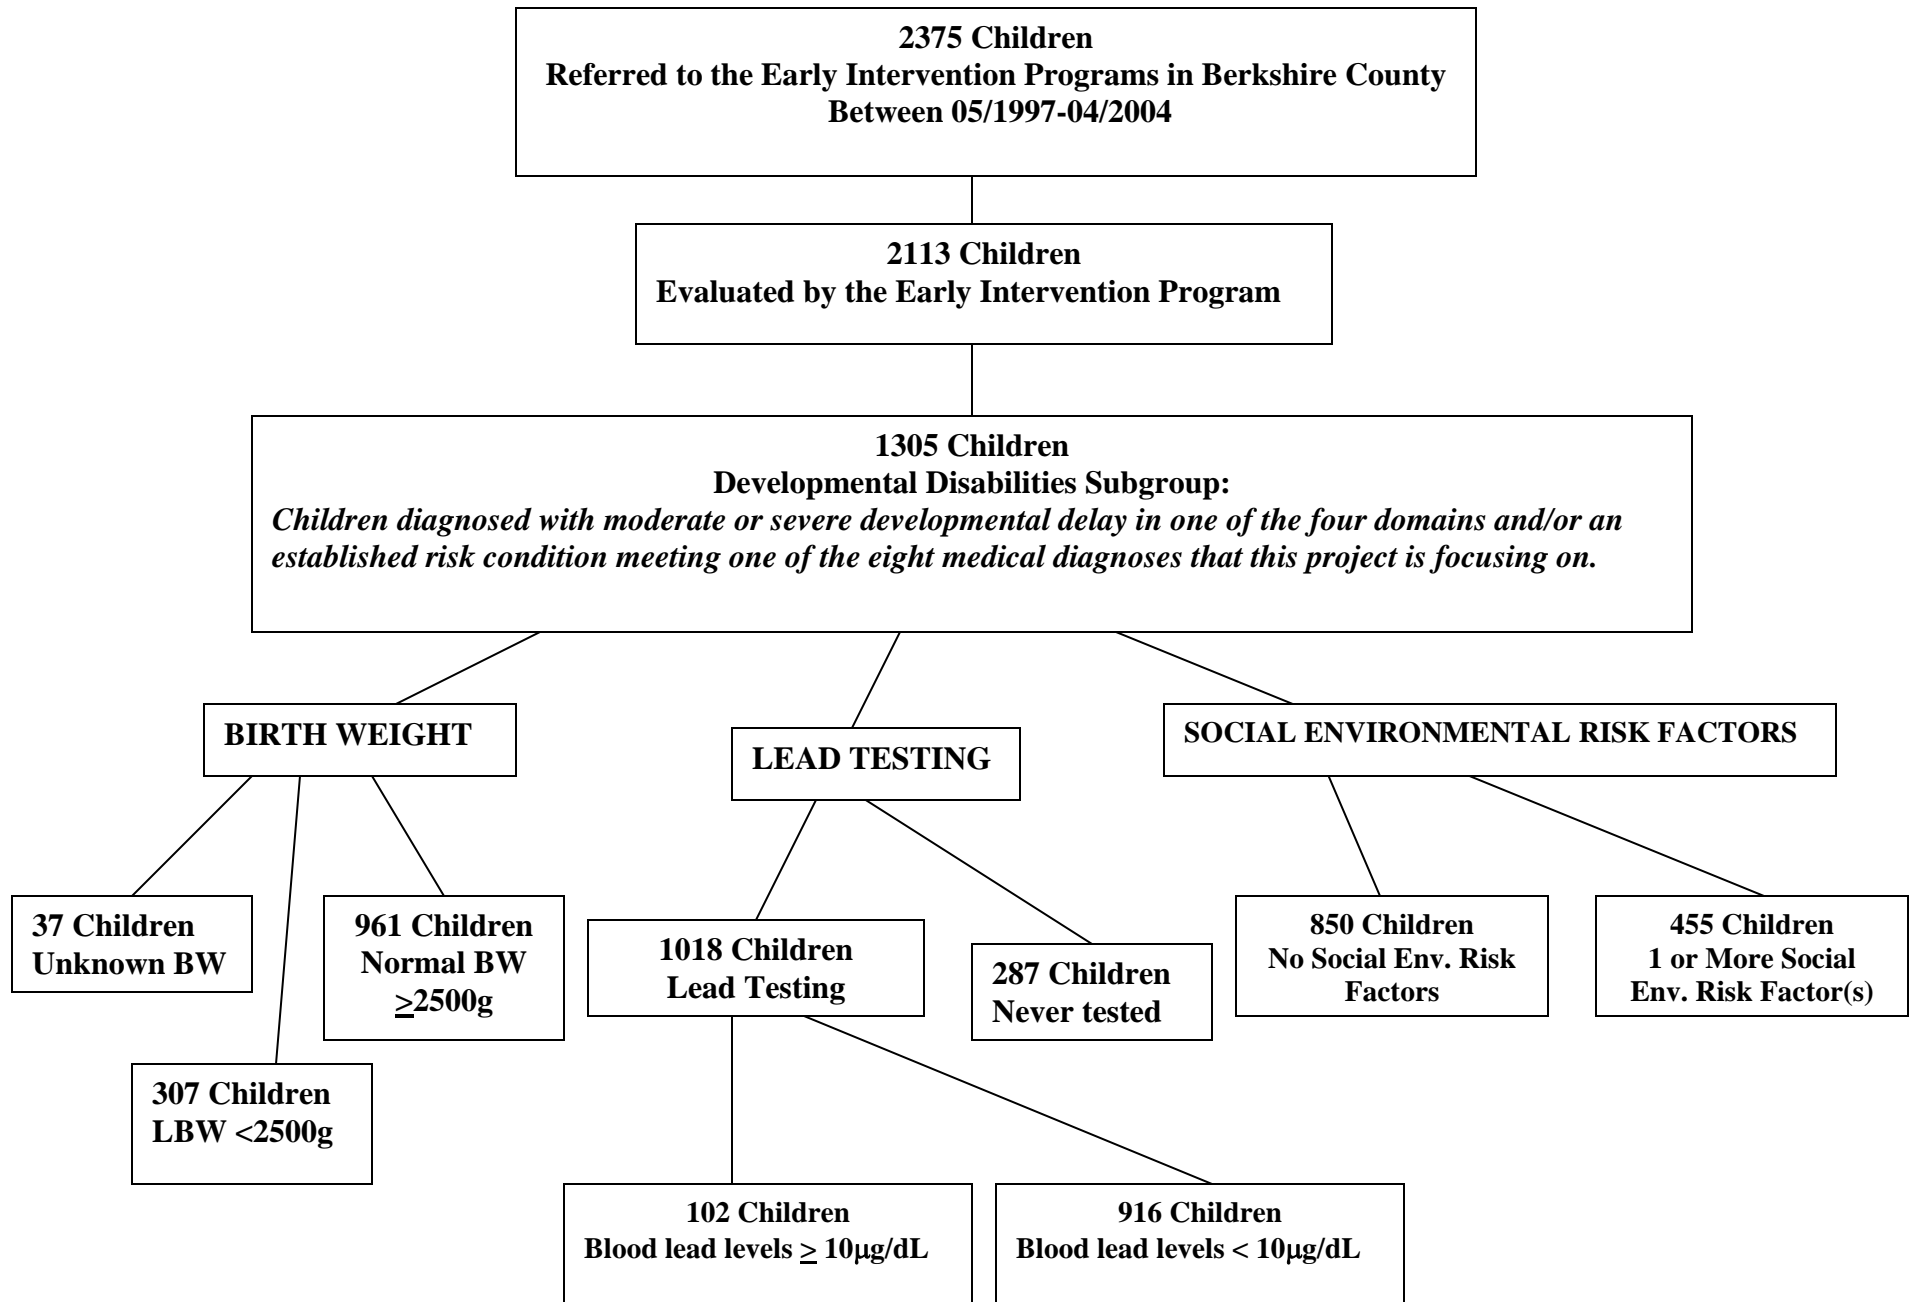 2375 Children
Referred to the Early Intervention Programs in Berkshire County
Between 05/1997-04/2004
2113 Children
Evaluated by the Early Intervention Program
1305 Children
Developmental Disabilities Subgroup:
Children diagnosed with moderate or severe developmental delay in one of the four domains and/or an
established risk condition meeting one of the eight medical diagnoses that this project is focusing on.
BIRTH WEIGHT
LEAD TESTING
SOCIAL ENVIRONMENTAL RISK FACTORS
37 Children
Unknown BW
961 Children
Normal BW
≥2500g
307 Children
LBW <2500g
1018 Children
Lead Testing
287 Children
Never tested
850 Children
No Social Env. Risk
Factors
455 Children
1 or More Social
Env. Risk Factor(s)
102 Children
Blood lead levels ≥ 10μg/dL
916 Children
Blood lead levels < 10μg/dL